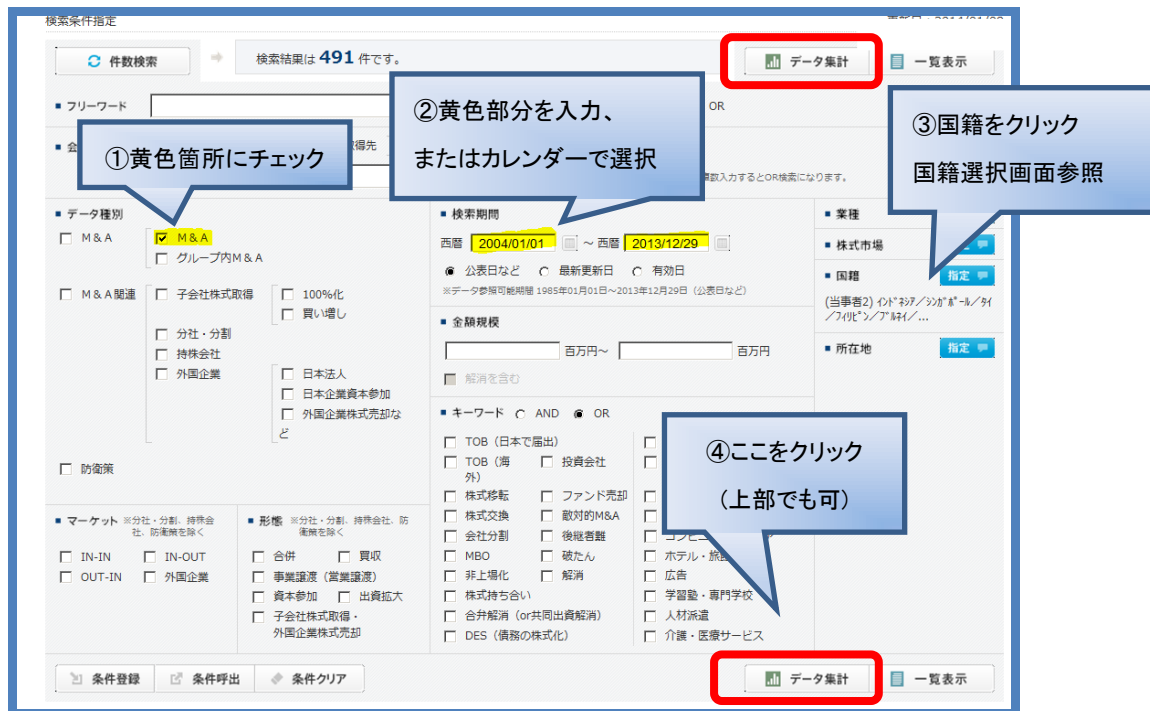 検索条件指定
件数検索
検索結果は 491 件です。
データ集計
一覧表示
フリーワード
OR
②黄色部分を入力、
またはカレンダーで選択
③国籍をクリック
国籍選択画面参照
①黄色箇所にチェック
得先
複数入力するとOR検索になります。
データ種別
M&A
M&A
グループ内M&A
M&A関連
子会社株式取得
100%化
買い増し
分社・分割
持株会社
外国企業
日本法人
日本企業資本参加
外国企業株式売却な
ど
防衛策
マーケット ※分社・分割、持株会
社、防衛策を除く
IN-IN IN-OUT
OUT-IN 外国企業
形態 ※分社・分割、持株会社、防
衛策を除く
合併 買収
事業譲渡(営業譲渡)
資本参加 出資拡大
子会社株式取得・
外国企業株式売却
検索期間
西暦 2004/01/01 ~ 西暦 2013/12/29
公表日など 最新更新日 有効日
※データ参照可能期間 1985年01月01日~2013年12月29日(公表日など)
金額規模
百万円~ 百万円
解消を含む
キーワード AND OR
TOB(日本で届出)
TOB(海 投資会社
外)
株式移転 ファンド売却
株式交換 敵対的M&A
会社分割 後継者難
MBO 破たん
非上場化 解消
株式持ち合い
合弁解消(or共同出資解消)
DES(債務の株式化)
ホテル・旅
広告
学習塾・専門学校
人材派遣
介護・医療サービス
④ここをクリック
(上部でも可)
業種
株式市場
国籍 指定
(当事者2) インドネシア/シンガポール/タイ
/フィリピン/ブルネイ/...
所在地 指定
条件登録
条件呼出
条件クリア
データ集計
一覧表示